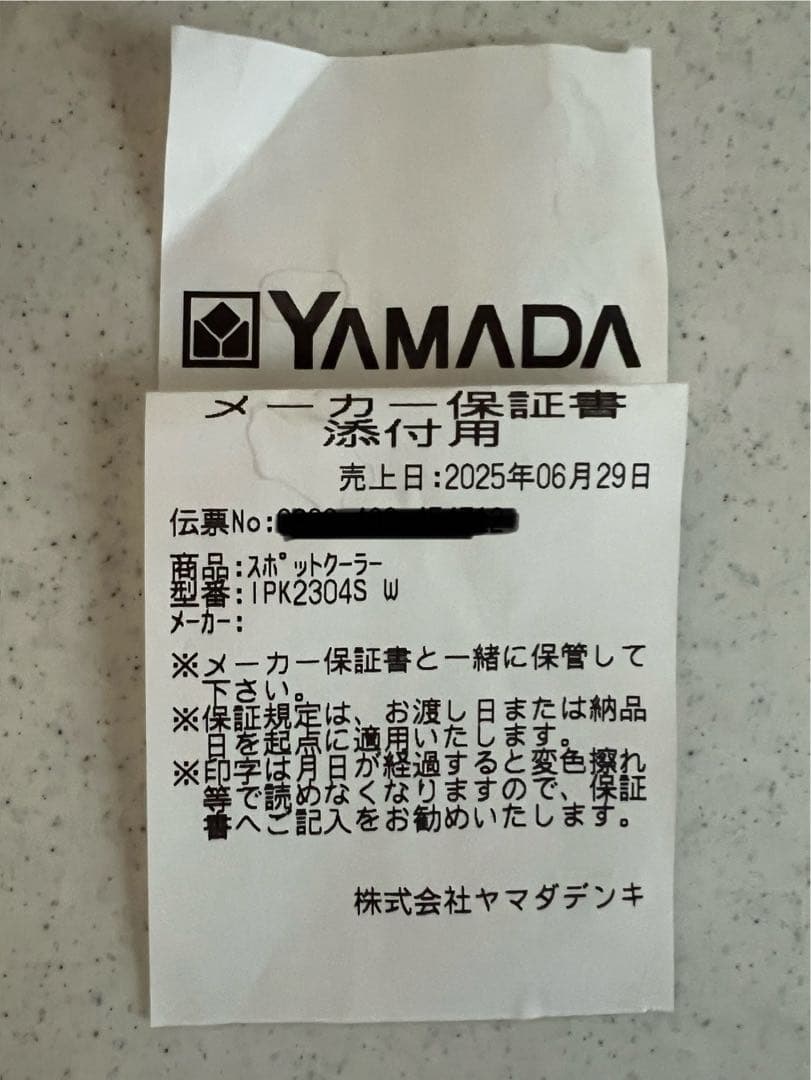 YAMADA
メーカー保証書
添付用
売上日:2025年06月29日
伝票No:
商品:スポットクーラー
型番:IPK2304S W
メーカー:
※メーカー保証書と一緒に保管して
下さい。
※保証規定は、お渡し日または納品
日を起点に適用いたします。
※印字は月日が経過すると変色擦れ
等で読めなくなりますので、保証
書へご記入をお勧めいたします。
株式会社ヤマダデンキ